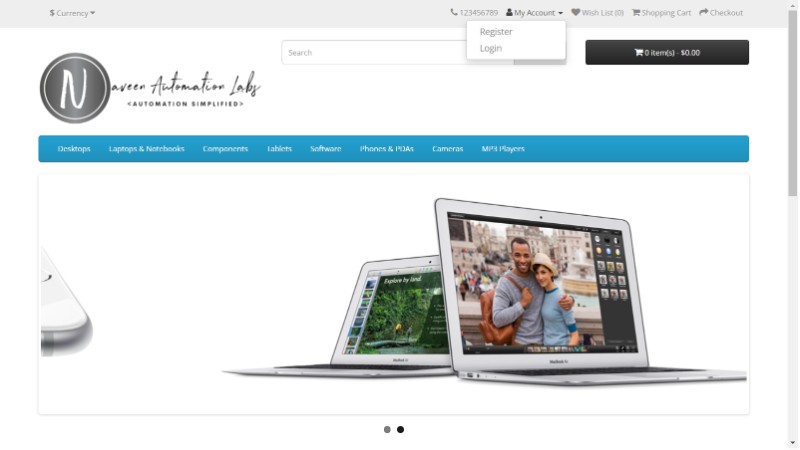 $ Currency
123456789 My Account Wish List (0) Shopping Cart Checkout
Register
Login
Search
0 item(s) - $0.00
N aveen Automation Labs
<AUTOMATION SIMPLIFIED>
Desktops Laptops & Notebooks Components Tablets Software Phones & PDAs Cameras MP3 Players
Explore by land.
MacBook Air
MacBook Air